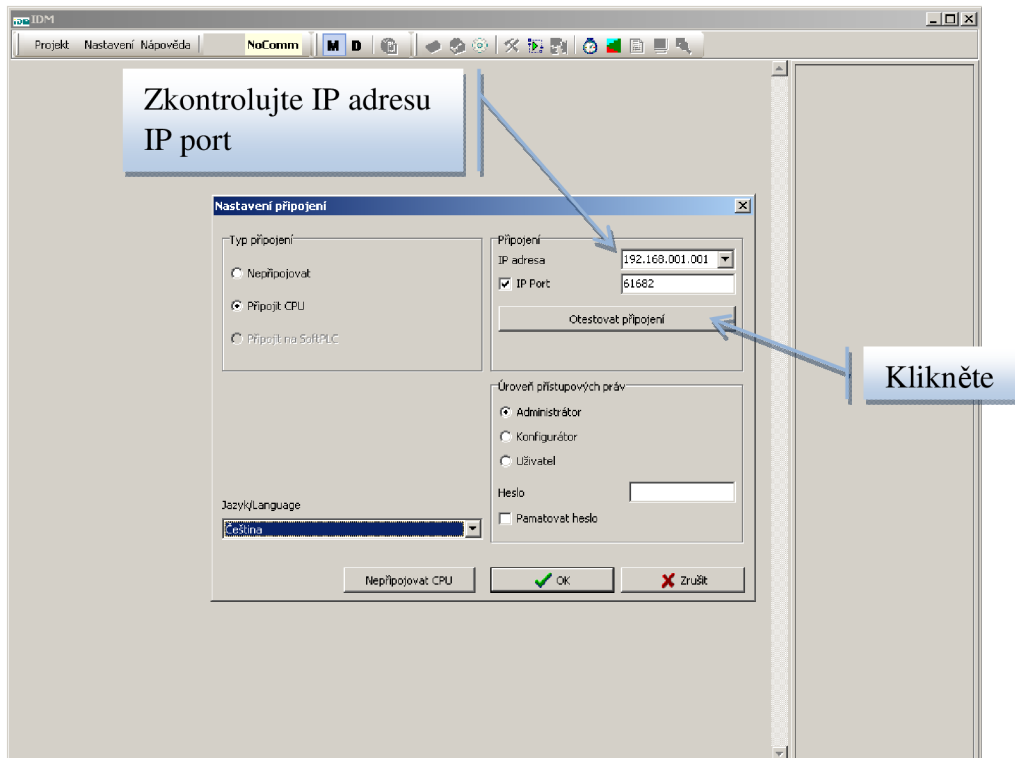 IDM
Projekt Nastavení Nápověda NoComm M D
Zkontrolujte IP adresu
IP port
Nastavení připojení
Typ připojení
Nepřipojovat
Připojit CPU
Připojit na SoftPLC
Připojení
IP adresa 192.168.001.001
IP Port 61682
Otestovat připojení
Klikněte
Úroveň přístupových práv
Administrátor
Konfigurátor
Uživatel
Heslo
Pamatovat heslo
Jazyk/Language
Čeština
Nepřipojovat CPU OK Zrušit